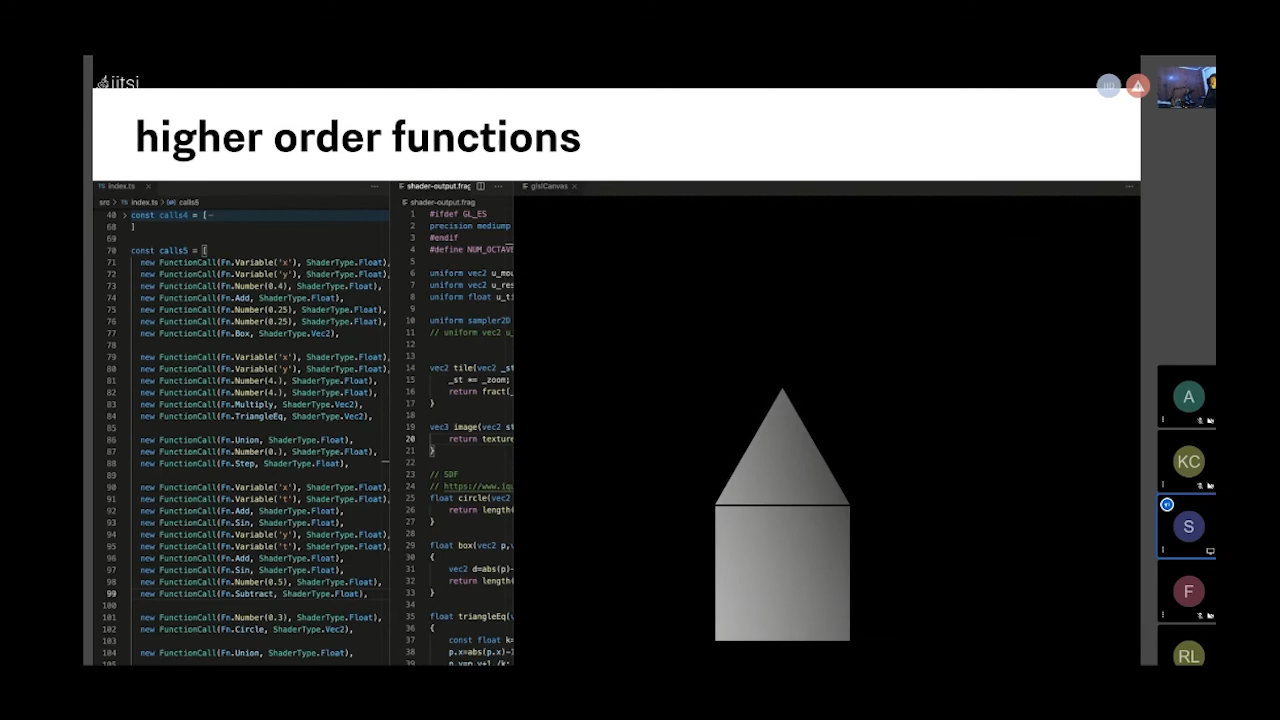 jitsi
higher order functions
TS index.ts ×
···
src > TS index.ts > calls5
40 > const calls4 = [···
68 ]
69
70 const calls5 = [
71 new FunctionCall(Fn.Variable('x'), ShaderType.Float),
72 new FunctionCall(Fn.Variable('y'), ShaderType.Float),
73 new FunctionCall(Fn.Number(0.4), ShaderType.Float),
74 new FunctionCall(Fn.Add, ShaderType.Float),
75 new FunctionCall(Fn.Number(0.25), ShaderType.Float),
76 new FunctionCall(Fn.Number(0.25), ShaderType.Float),
77 new FunctionCall(Fn.Box, ShaderType.Vec2),
78
79 new FunctionCall(Fn.Variable('x'), ShaderType.Float),
80 new FunctionCall(Fn.Variable('y'), ShaderType.Float),
81 new FunctionCall(Fn.Number(4.), ShaderType.Float),
82 new FunctionCall(Fn.Number(4.), ShaderType.Float),
83 new FunctionCall(Fn.Multiply, ShaderType.Vec2),
84 new FunctionCall(Fn.TriangleEq, ShaderType.Vec2),
85
86 new FunctionCall(Fn.Union, ShaderType.Float),
87 new FunctionCall(Fn.Number(0.), ShaderType.Float),
88 new FunctionCall(Fn.Step, ShaderType.Float),
89
90 new FunctionCall(Fn.Variable('x'), ShaderType.Float),
91 new FunctionCall(Fn.Variable('t'), ShaderType.Float),
92 new FunctionCall(Fn.Add, ShaderType.Float),
93 new FunctionCall(Fn.Sin, ShaderType.Float),
94 new FunctionCall(Fn.Variable('y'), ShaderType.Float),
95 new FunctionCall(Fn.Variable('t'), ShaderType.Float),
96 new FunctionCall(Fn.Add, ShaderType.Float),
97 new FunctionCall(Fn.Sin, ShaderType.Float),
98 new FunctionCall(Fn.Number(0.5), ShaderType.Float),
99 new FunctionCall(Fn.Subtract, ShaderType.Float),
100
101 new FunctionCall(Fn.Number(0.3), ShaderType.Float),
102 new FunctionCall(Fn.Circle, ShaderType.Vec2),
103
104 new FunctionCall(Fn.Union, ShaderType.Float),
shader-output.frag
···
shader-output.frag
1 #ifdef GL_ES
2 precision mediump
3 #endif
4 #define NUM_OCTAVE
5
6 uniform vec2 u_mou
7 uniform vec2 u_res
8 uniform float u_ti
9
10 uniform sampler2D
11 // uniform vec2 u_
12
13
14 vec2 tile(vec2 _st
15 _st *= _zoom;
16 return fract(_
17 }
18
19 vec3 image(vec2 st
20 return texture
21 }
22
23 // SDF
24 // https://www.iqu
25 float circle(vec2
26 return length(
27 }
28
29 float box(vec2 p,v
30 {
31 vec2 d=abs(p)-
32 return length(
33 }
34
35 float triangleEq(v
36 {
37 const float k=
38 p.x=abs(p.x)-1
39 p.y=p.y+1./k;
glslCanvas ×
···
A
KC
S
F
RL